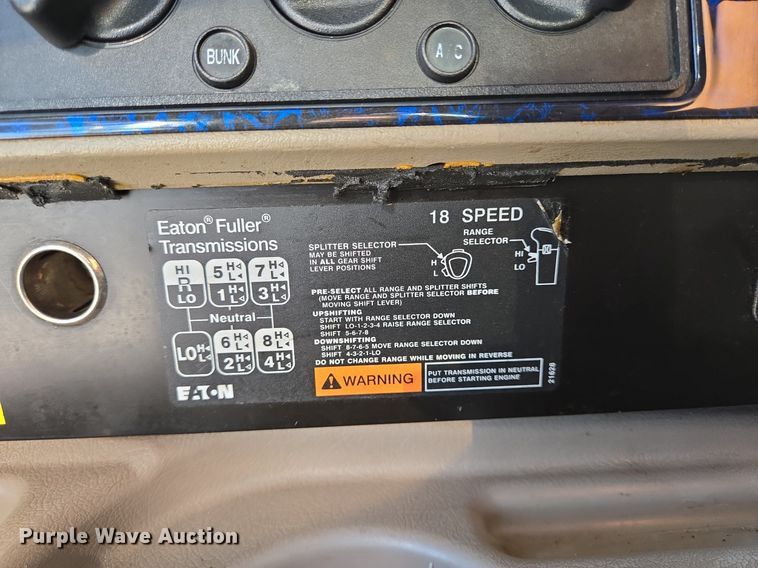 BUNK
A/C
Eaton® Fuller®
Transmissions
18 SPEED
SPLITTER SELECTOR
MAY BE SHIFTED
IN ALL GEAR SHIFT
LEVER POSITIONS
H
L
RANGE
SELECTOR
HI
LO
HI
R
HI
LO
5 H
L
1 H
L
7 H
L
3 H
L
Neutral
LO H
L
6 H
L
2 H
L
8 H
L
4 H
L
PRE-SELECT ALL RANGE AND SPLITTER SHIFTS
(MOVE RANGE AND SPLITTER SELECTOR BEFORE
MOVING SHIFT LEVER)
UPSHIFTING
START WITH RANGE SELECTOR DOWN
SHIFT LO-1-2-3-4 RAISE RANGE SELECTOR
SHIFT 5-6-7-8
DOWNSHIFTING
SHIFT 8-7-6-5 MOVE RANGE SELECTOR DOWN
SHIFT 4-3-2-1-LO
DO NOT CHANGE RANGE WHILE MOVING IN REVERSE
EATON
WARNING
PUT TRANSMISSION IN NEUTRAL
BEFORE STARTING ENGINE
21628
Purple Wave Auction